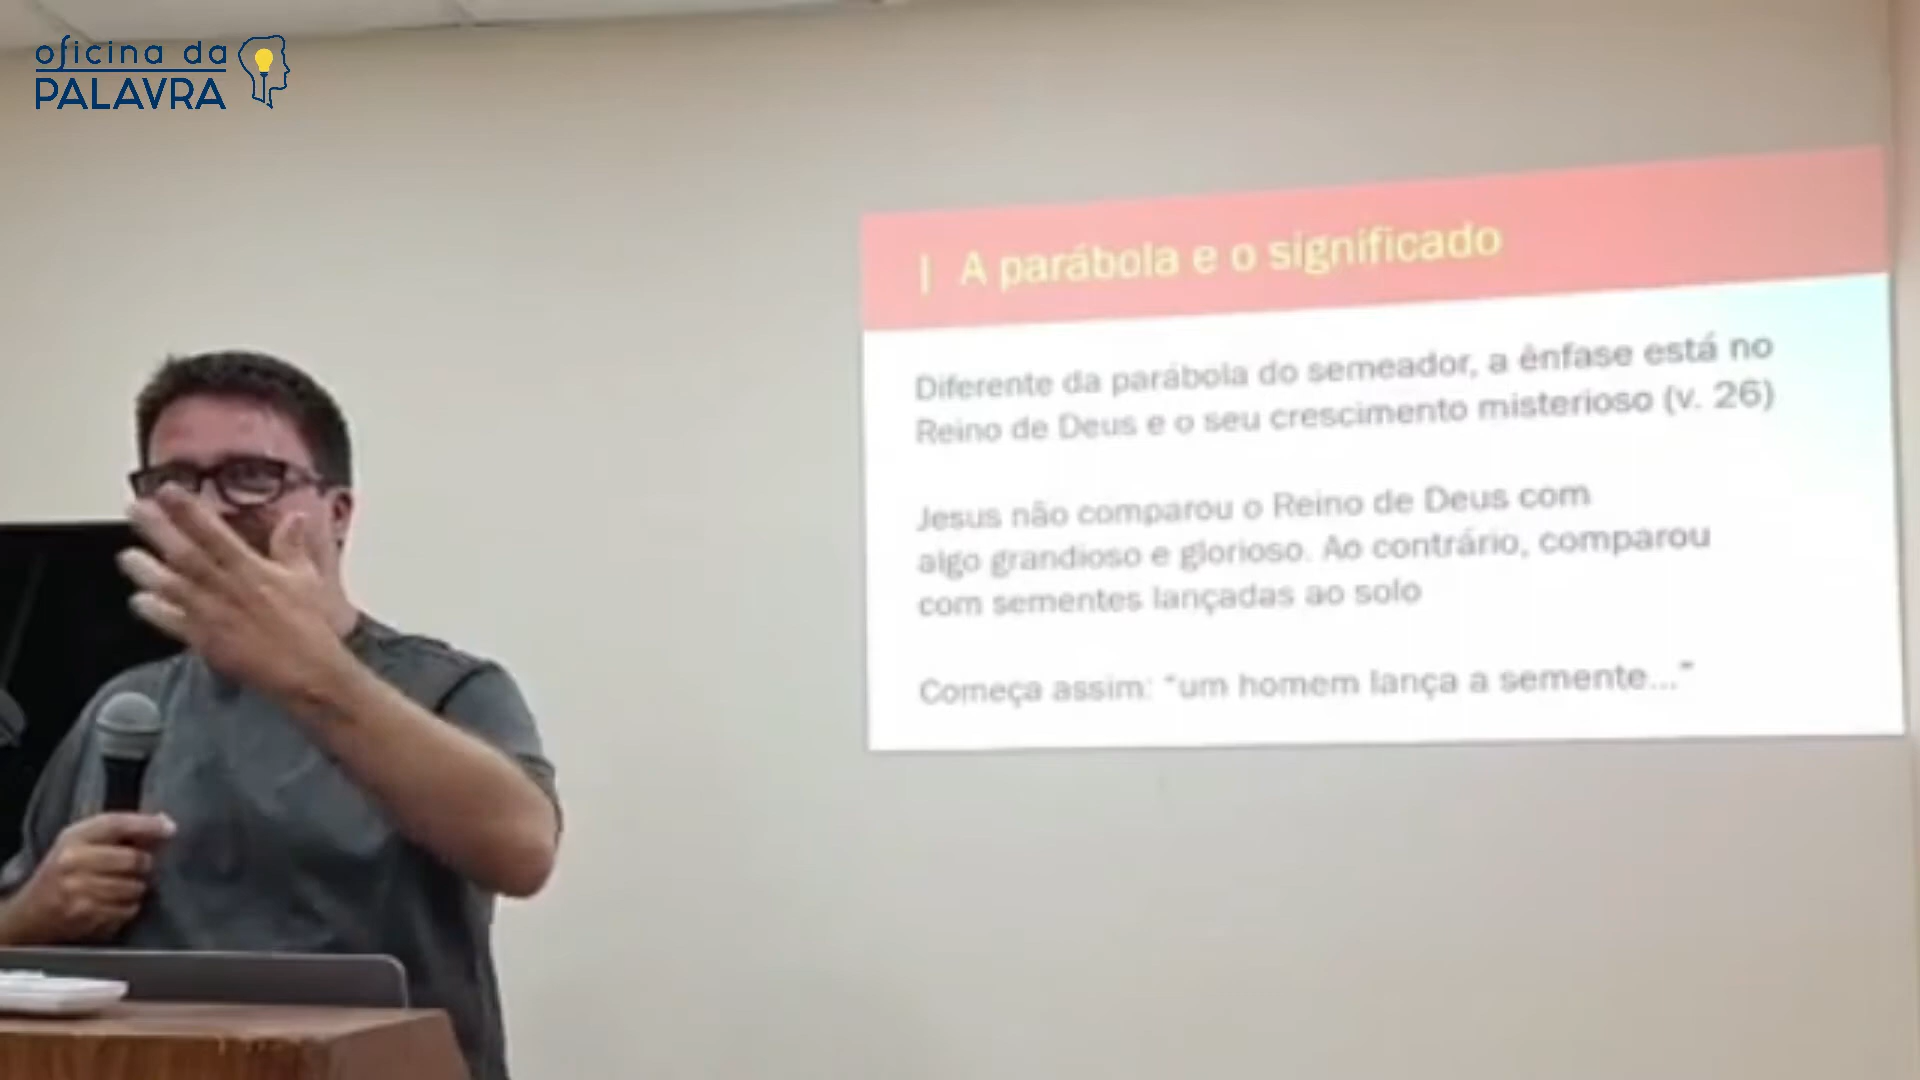 oficina da
PALAVRA
| A parábola e o significado
Diferente da parábola do semeador, a ênfase está no
Reino de Deus e o seu crescimento misterioso (v. 26)
Jesus não comparou o Reino de Deus com
algo grandioso e glorioso. Ao contrário, comparou
com sementes lançadas ao solo
Começa assim: “um homem lança a semente...”